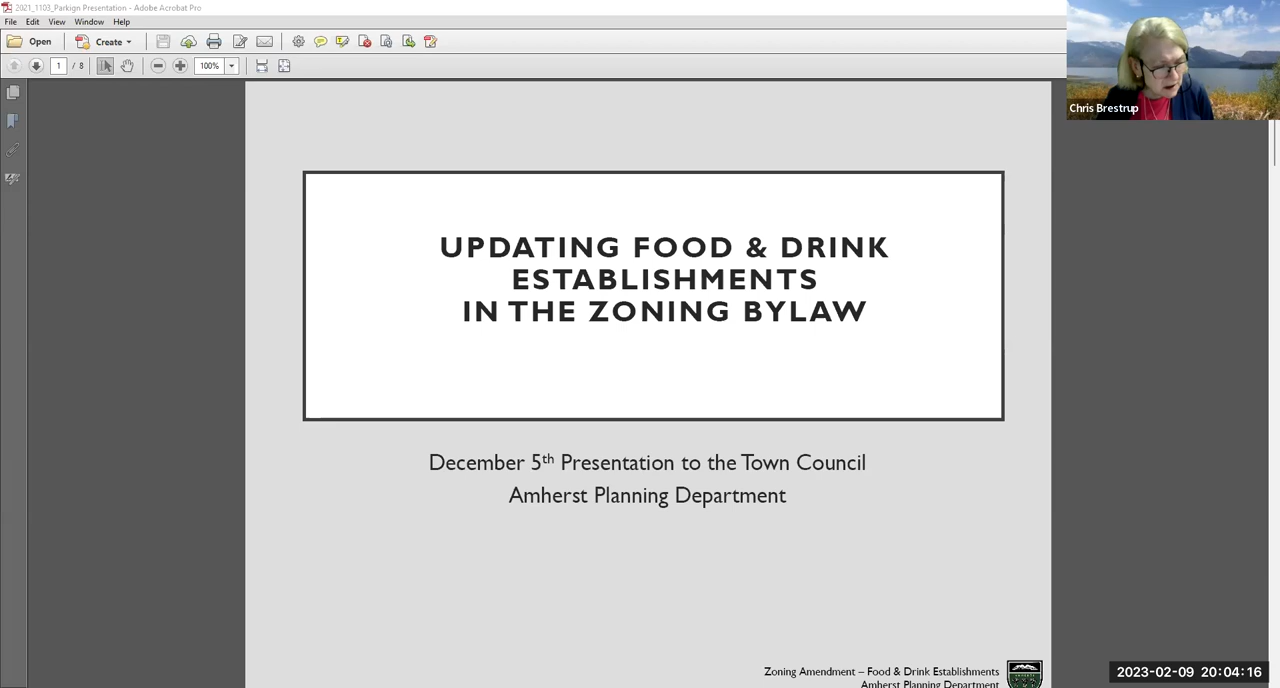 2021_1103_Parkign Presentation - Adobe Acrobat Pro
File Edit View Window Help
Open Create
1 / 8 100%
Chris Brestrup
UPDATING FOOD & DRINK
ESTABLISHMENTS
IN THE ZONING BYLAW
December 5th Presentation to the Town Council
Amherst Planning Department
Zoning Amendment – Food & Drink Establishments
Amherst Planning Department
2023-02-09 20:04:16